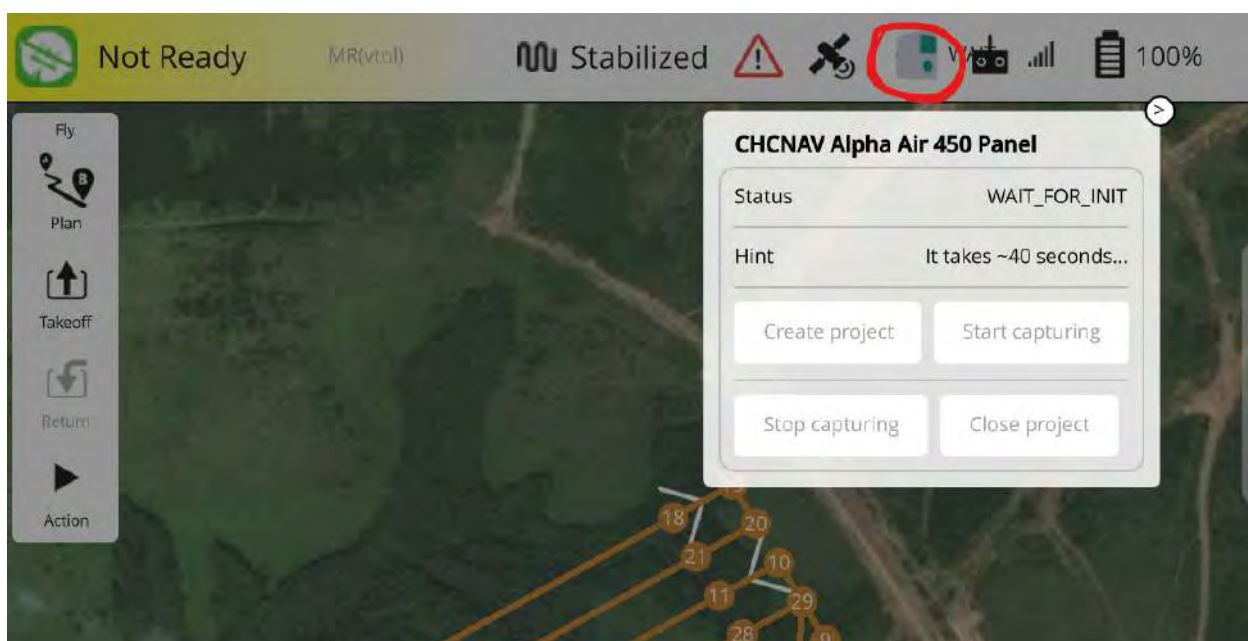 Not Ready
MR(vtol)
Stabilized
WAIT
100%
Fly
Plan
Takeoff
Return
Action
CHCNAV Alpha Air 450 Panel
Status
WAIT_FOR_INIT
Hint
It takes ~40 seconds...
Create project
Start capturing
Stop capturing
Close project
A
B
>
18
20
21
10
11
29
28
9